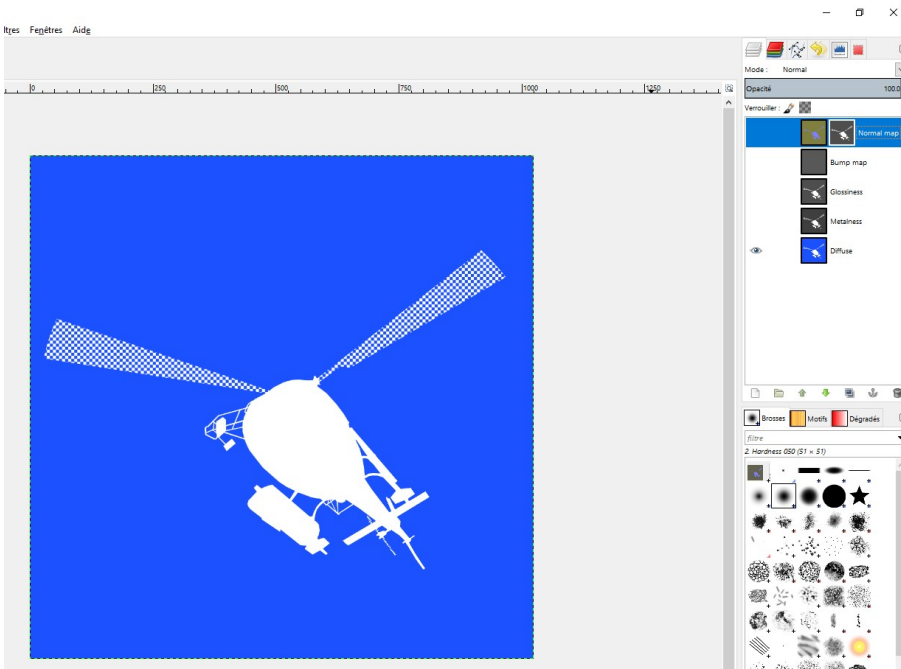 ltres Fenêtres Aide
Mode : Normal
0 250 500 750 1000 1250
Opacité 100,0
Verrouiller :
Normal map
Bump map
Glossiness
Metalness
Diffuse
Brosses Motifs Dégradés
filtre
2. Hardness 050 (51 × 51)